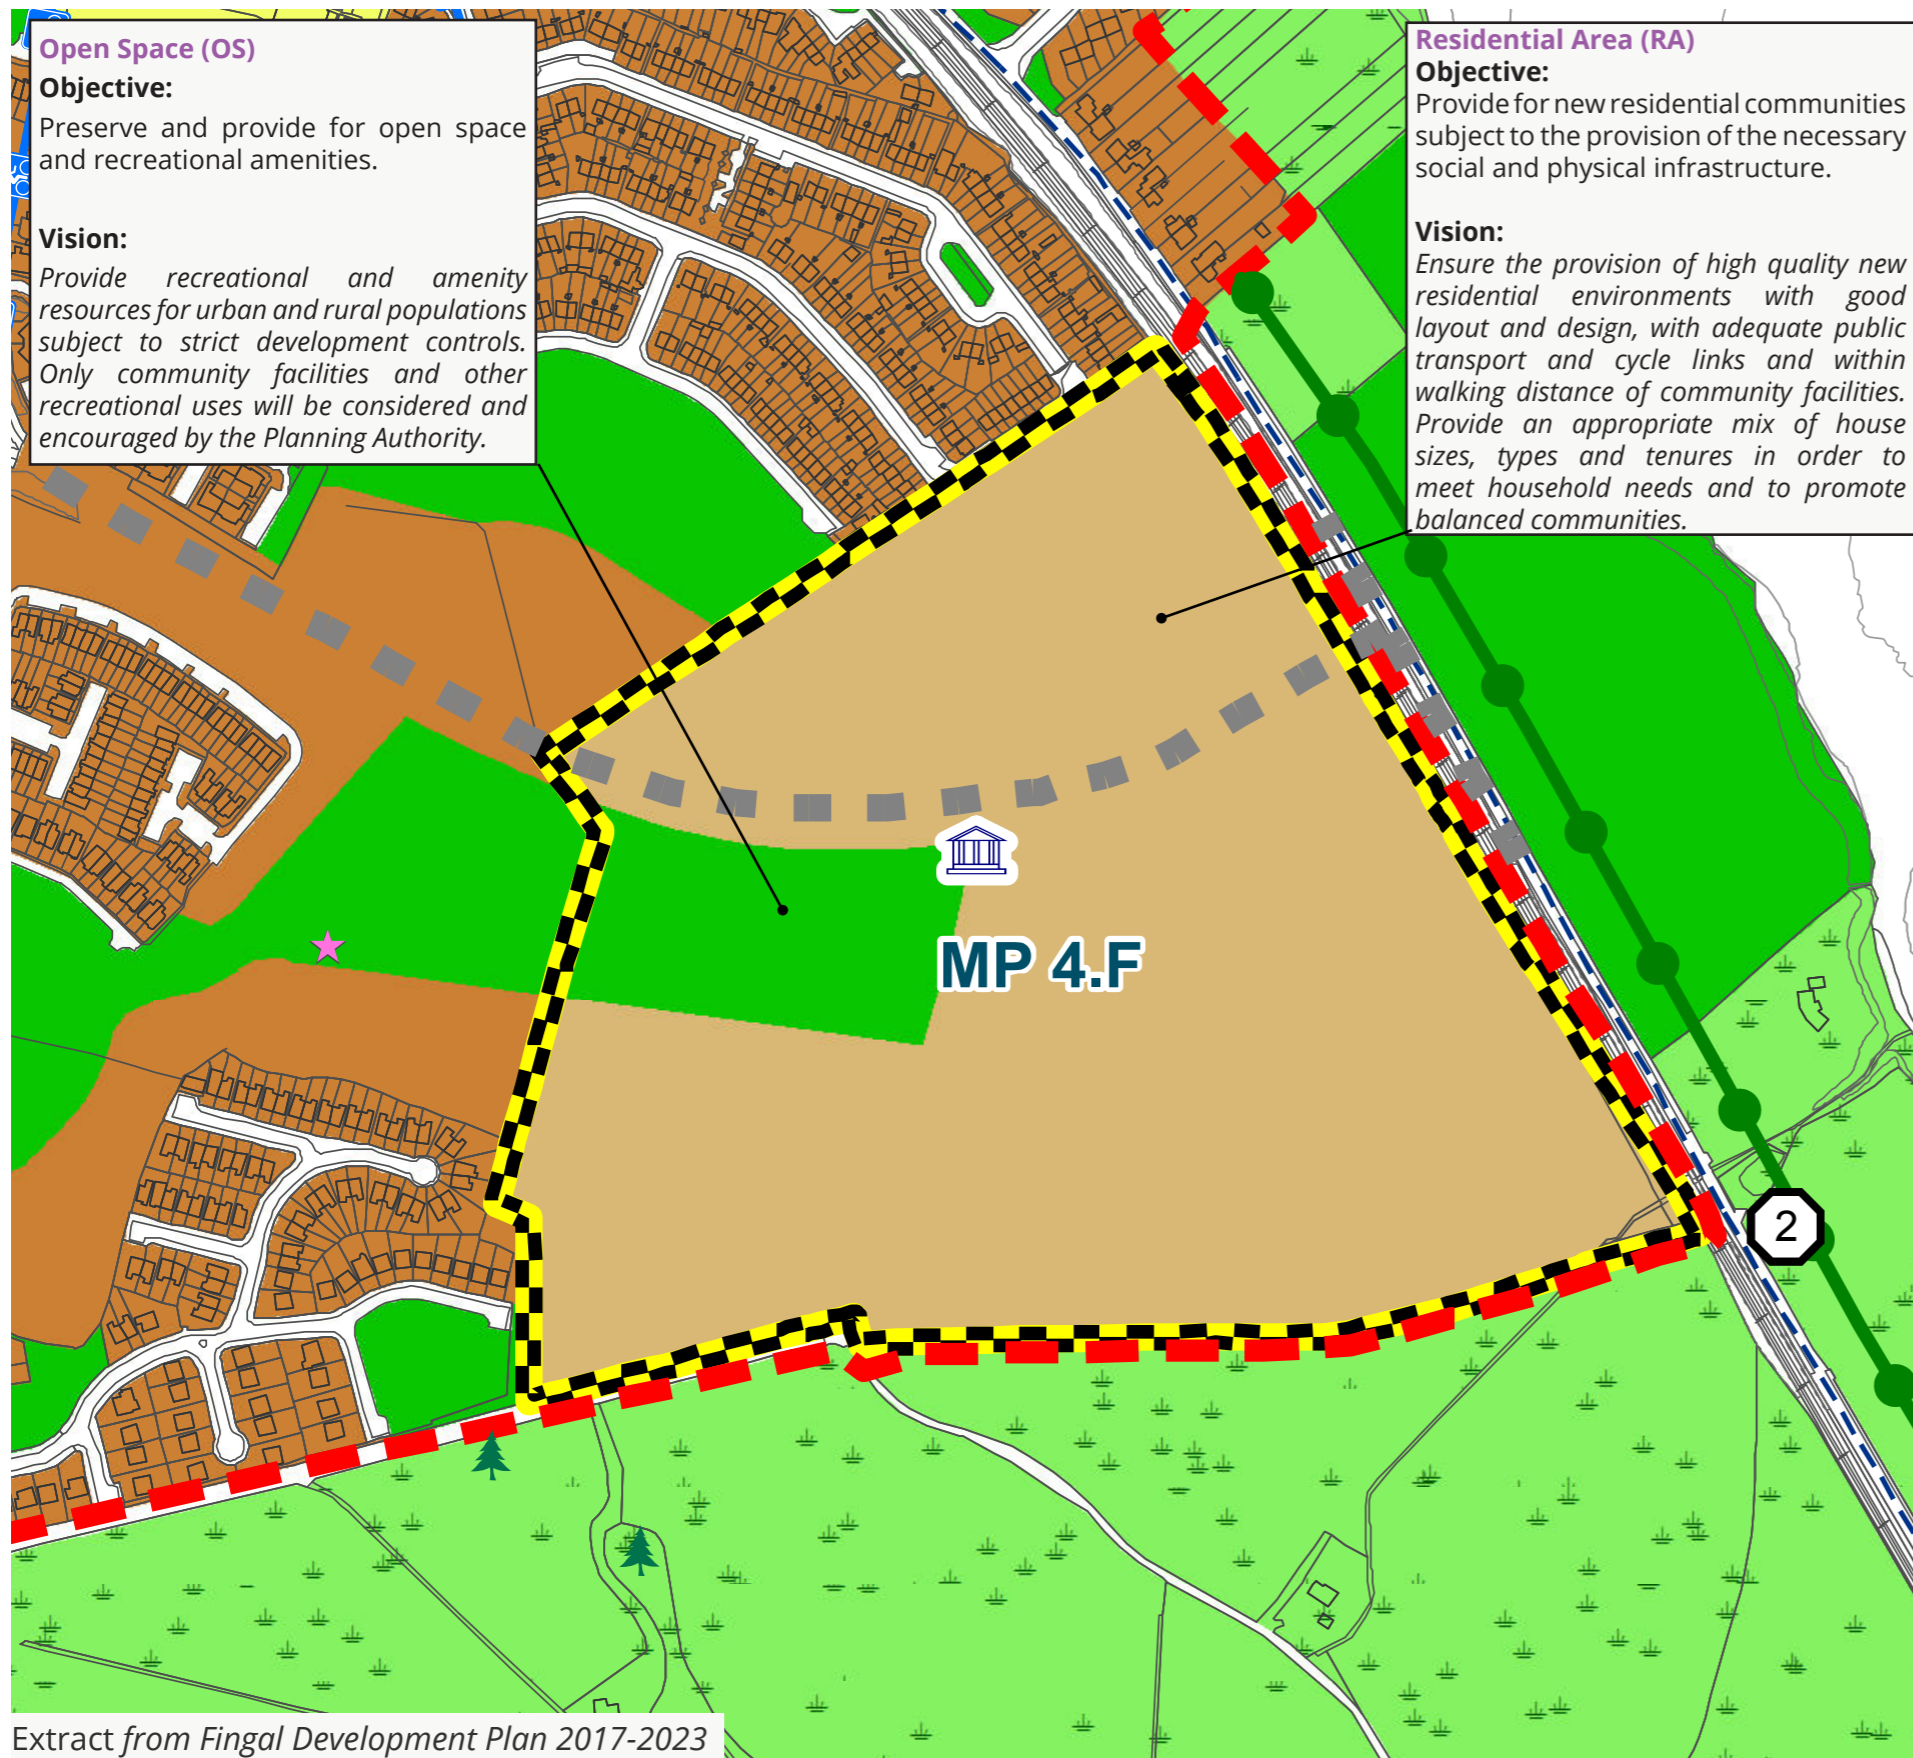 Open Space (OS)
Objective:
Preserve and provide for open space
and recreational amenities.
Vision:
Provide recreational and amenity
resources for urban and rural populations
subject to strict development controls.
Only community facilities and other
recreational uses will be considered and
encouraged by the Planning Authority.
Residential Area (RA)
Objective:
Provide for new residential communities
subject to the provision of the necessary
social and physical infrastructure.
Vision:
Ensure the provision of high quality new
residential environments with good
layout and design, with adequate public
transport and cycle links and within
walking distance of community facilities.
Provide an appropriate mix of house
sizes, types and tenures in order to
meet household needs and to promote
balanced communities.
MP 4.F
2
Extract from Fingal Development Plan 2017-2023